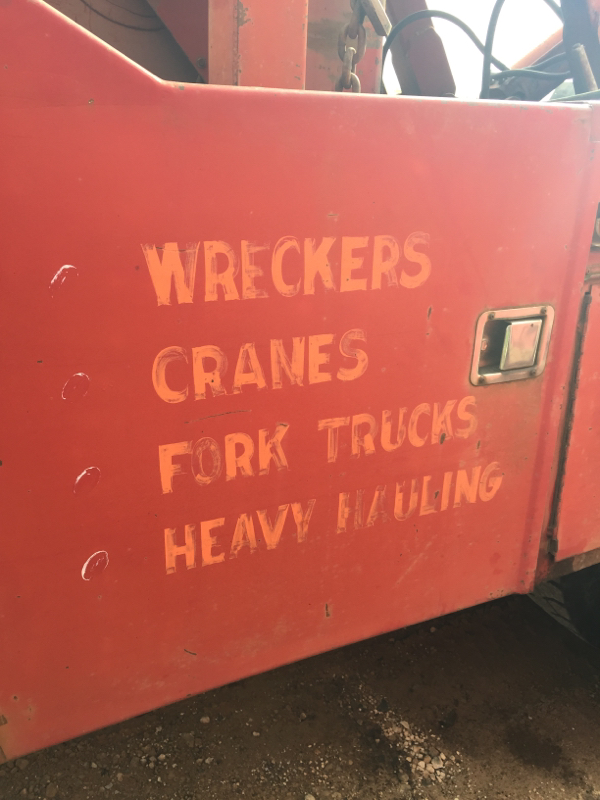 WRECKERS
CRANES
FORK TRUCKS
HEAVY HAULING